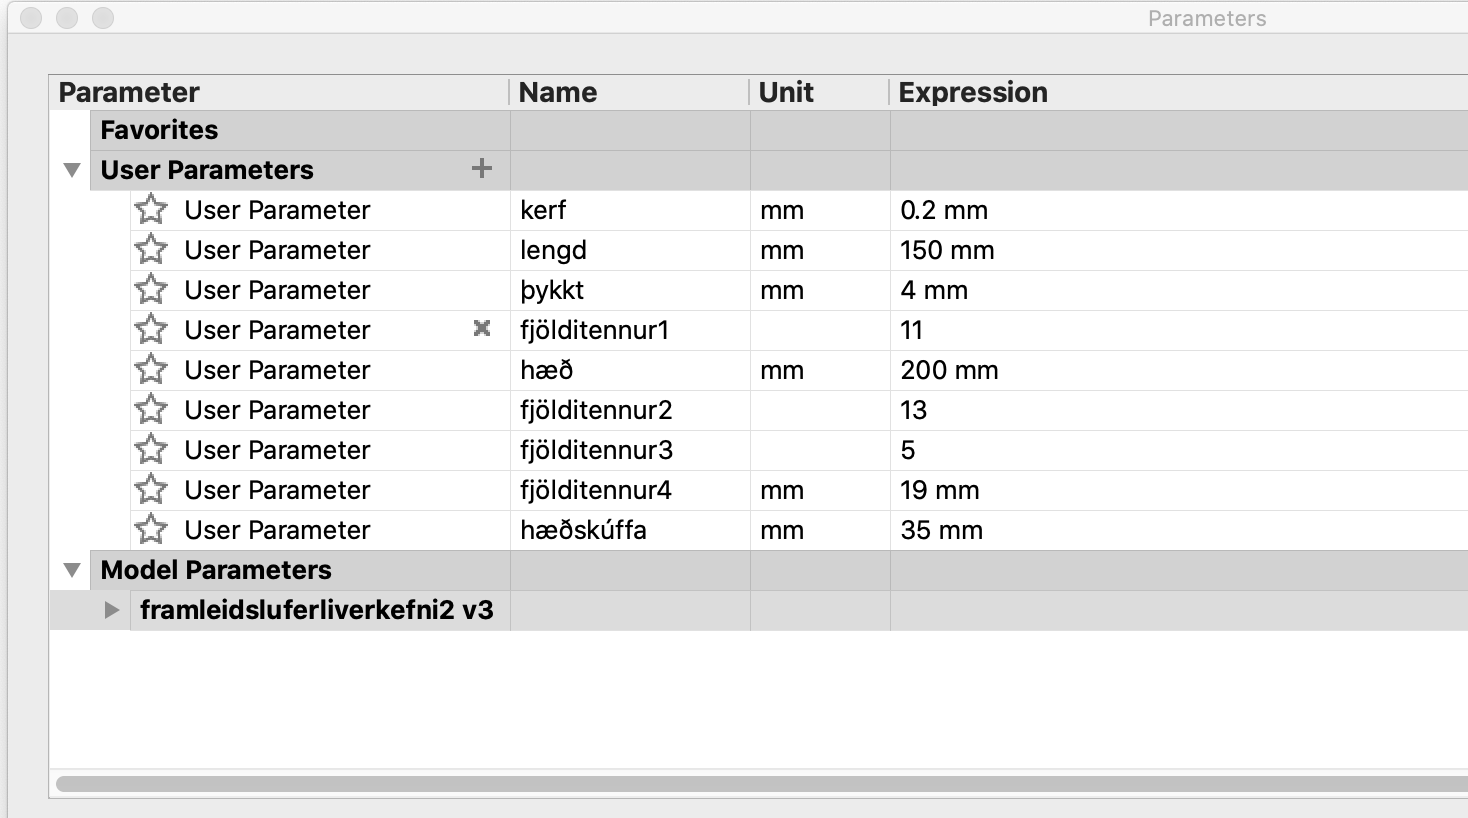 Parameters
Parameter Name Unit Expression
Favorites
User Parameters +
User Parameter kerf mm 0.2 mm
User Parameter lengd mm 150 mm
User Parameter þykkt mm 4 mm
User Parameter fjölditennur1 11
User Parameter hæð mm 200 mm
User Parameter fjölditennur2 13
User Parameter fjölditennur3 5
User Parameter fjölditennur4 mm 19 mm
User Parameter hæðskúffa mm 35 mm
Model Parameters
framleidsluferliverkefni2 v3